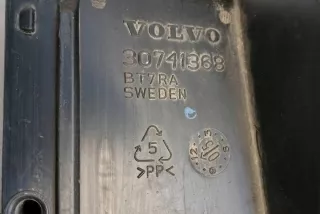 VOLVO
30741368
BT7RA
SWEDEN
5
>PP<